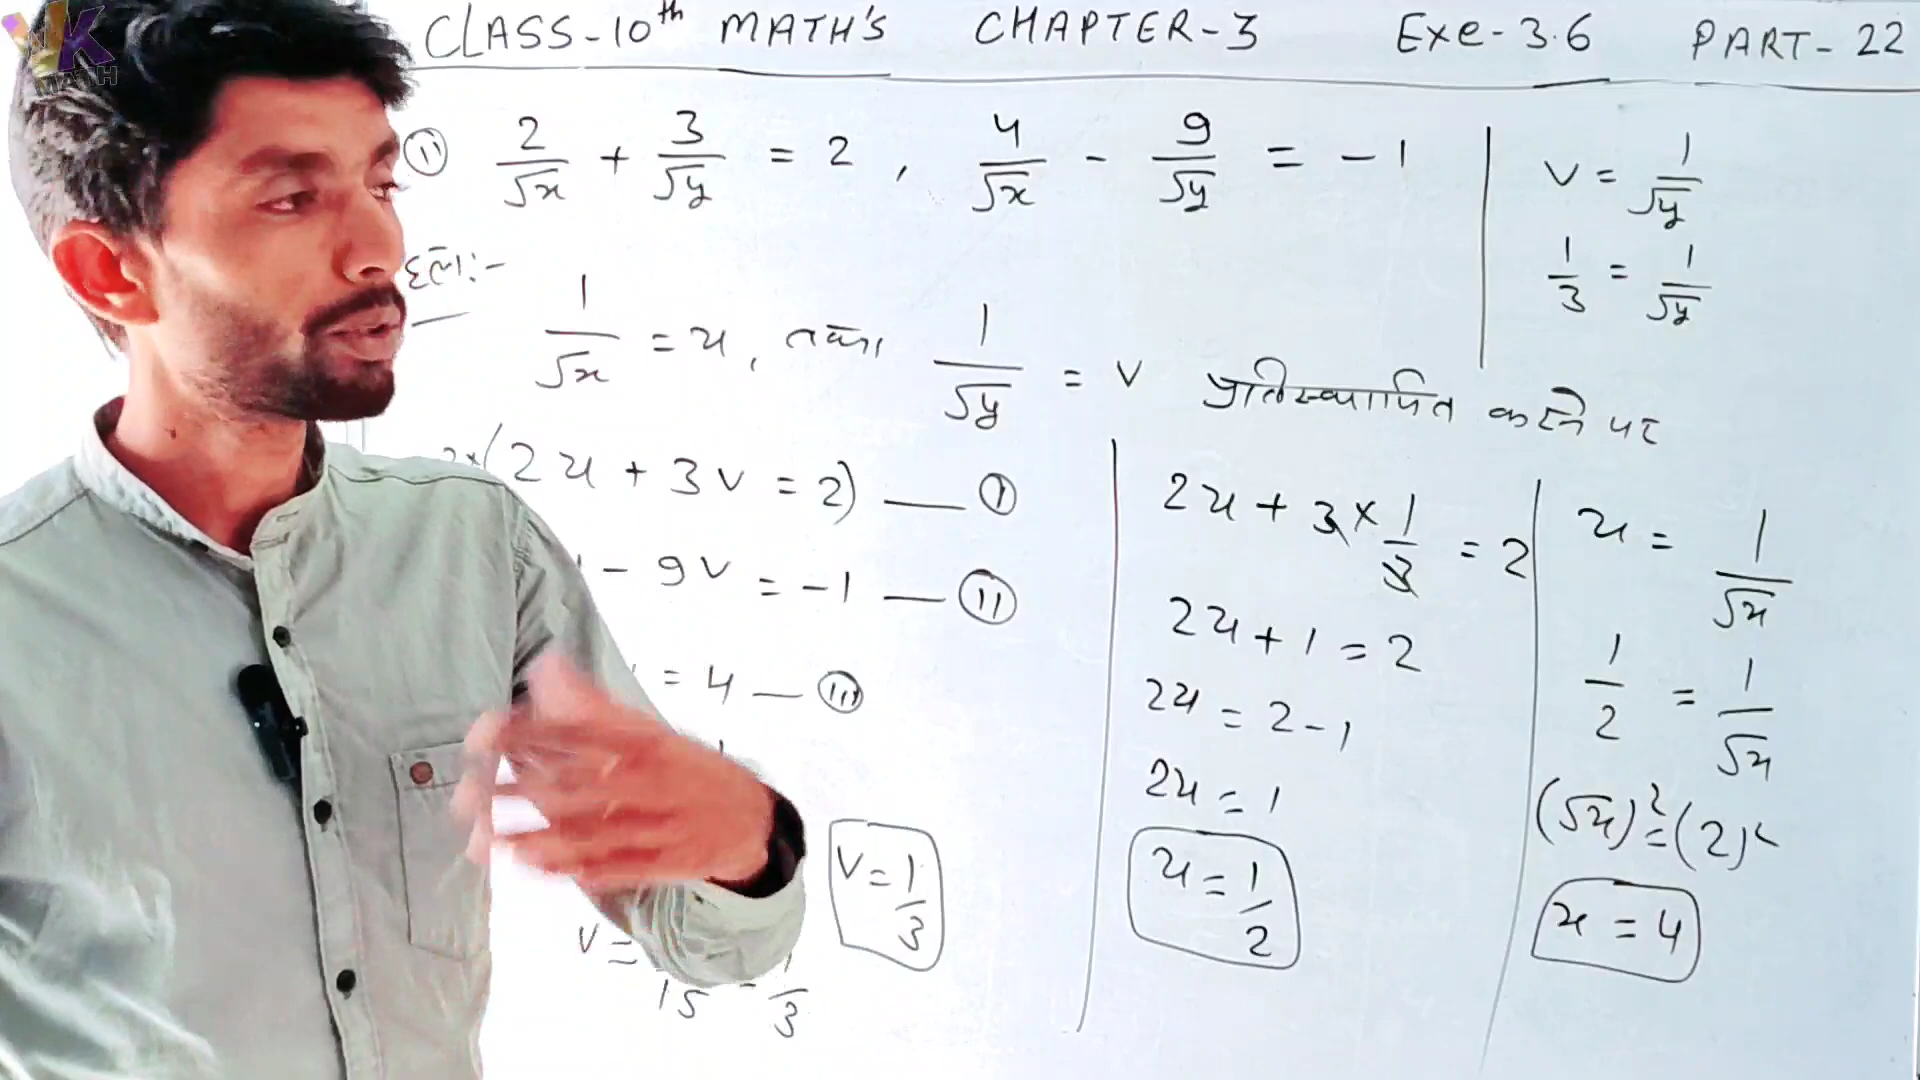 VK
MATH
CLASS-10th MATH'S CHAPTER-3 Exe-3.6 PART-22
(ii) 2/√x + 3/√y = 2, 4/√x - 9/√y = -1
हल:-
1/√x = u, तथा 1/√y = v प्रतिस्थापित करने पर
2×(2u + 3v = 2) — (i)
- 9v = -1 — (ii)
= 4 — (iii)
v =
15 = 1/3
v = 1/3
2u + 3×1/3 = 2
2u + 1 = 2
2u = 2-1
2u = 1
u = 1/2
v = 1/√y
1/3 = 1/√y
u = 1/√x
1/2 = 1/√x
(√x)² = (2)²
x = 4